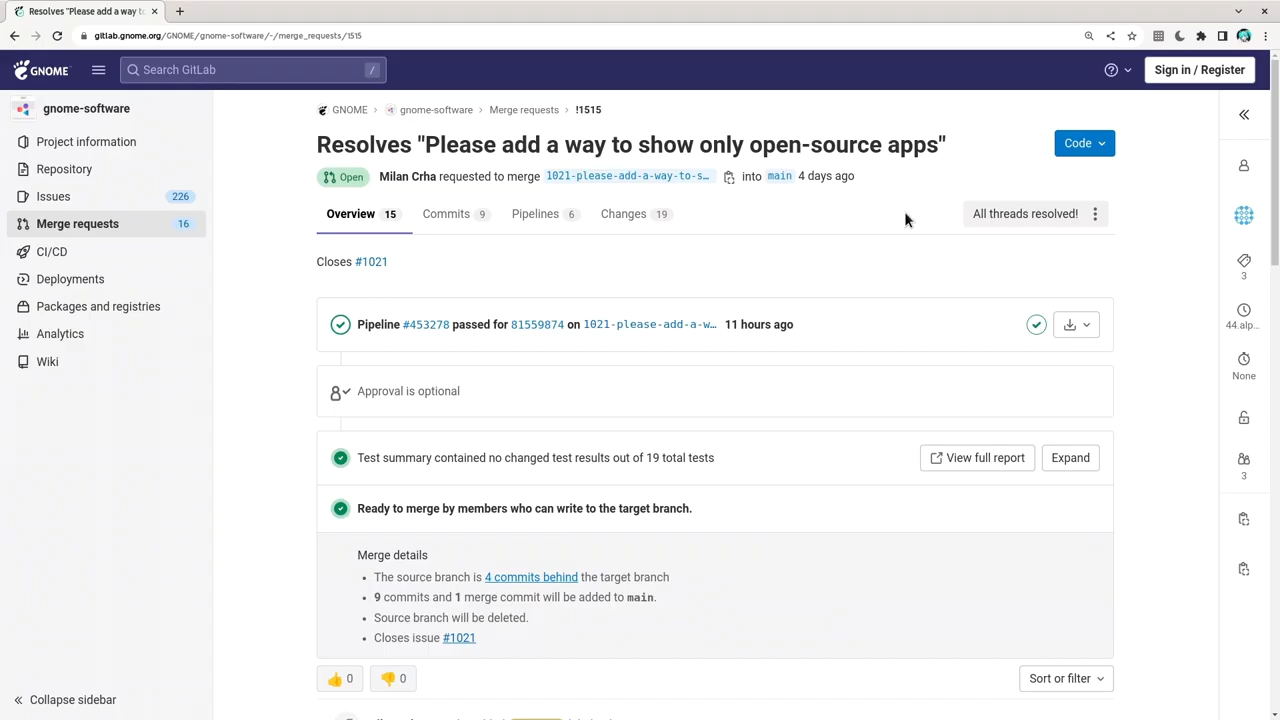 Resolves "Please add a way to
gitlab.gnome.org/GNOME/gnome-software/-/merge_requests/1515
GNOME
Search GitLab /
Sign in / Register
gnome-software
Project information
Repository
Issues 226
Merge requests 16
CI/CD
Deployments
Packages and registries
Analytics
Wiki
Collapse sidebar
GNOME › gnome-software › Merge requests › !1515
Resolves "Please add a way to show only open-source apps"
Code
Open Milan Crha requested to merge 1021-please-add-a-way-to-s… into main 4 days ago
Overview 15 Commits 9 Pipelines 6 Changes 19
All threads resolved!
Closes #1021
Pipeline #453278 passed for 81559874 on 1021-please-add-a-w… 11 hours ago
Approval is optional
Test summary contained no changed test results out of 19 total tests
View full report Expand
Ready to merge by members who can write to the target branch.
Merge details
• The source branch is 4 commits behind the target branch
• 9 commits and 1 merge commit will be added to main.
• Source branch will be deleted.
• Closes issue #1021
👍 0 👎 0
Sort or filter
3
44.alp…
None
3